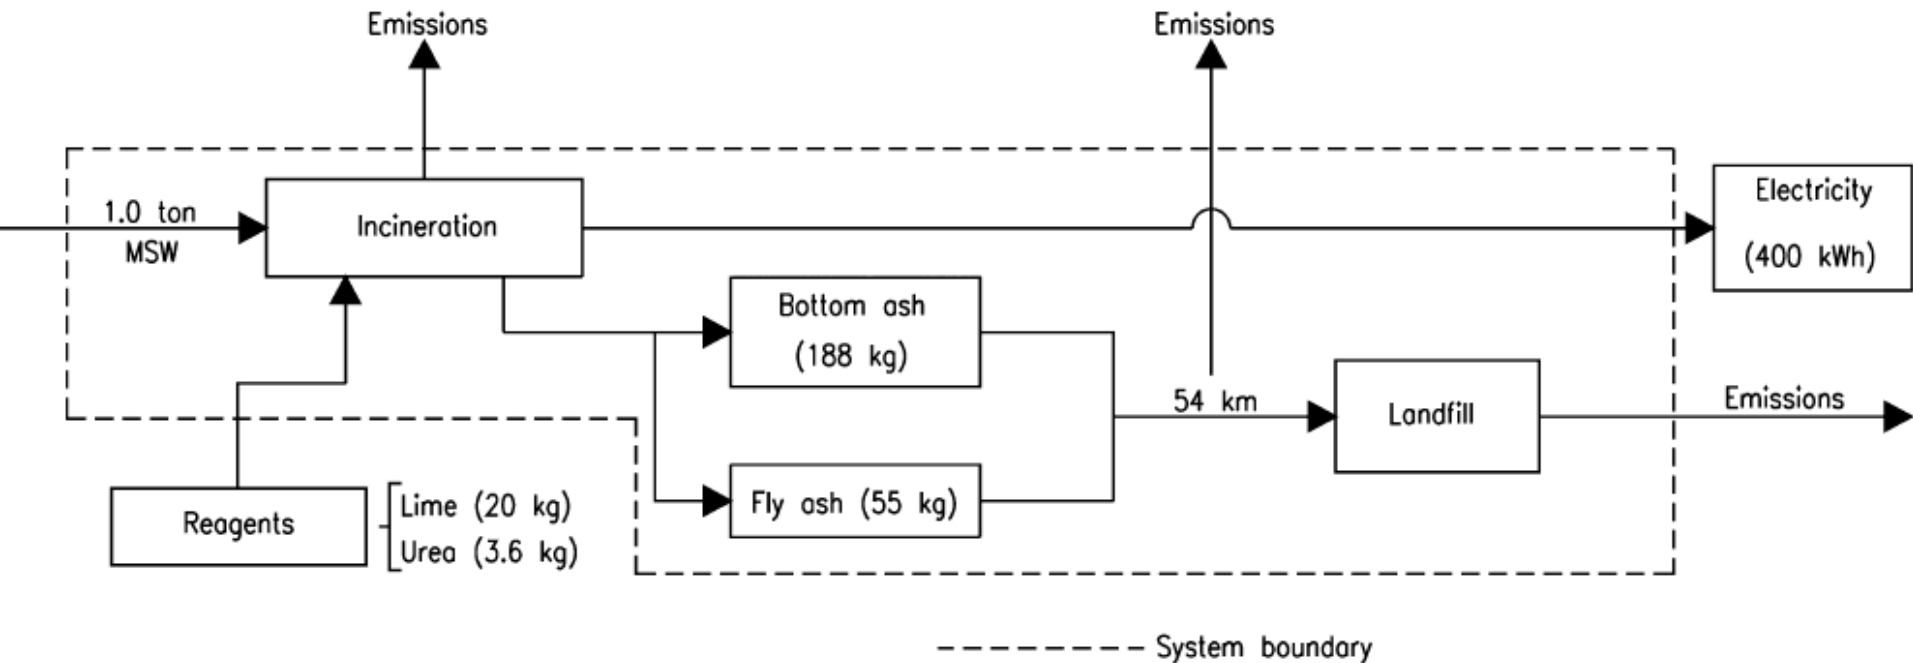 Emissions
Emissions
1.0 ton
MSW
Incineration
Electricity
(400 kWh)
Bottom ash
(188 kg)
54 km
Landfill
Emissions
Fly ash (55 kg)
Reagents
Lime (20 kg)
Urea (3.6 kg)
System boundary